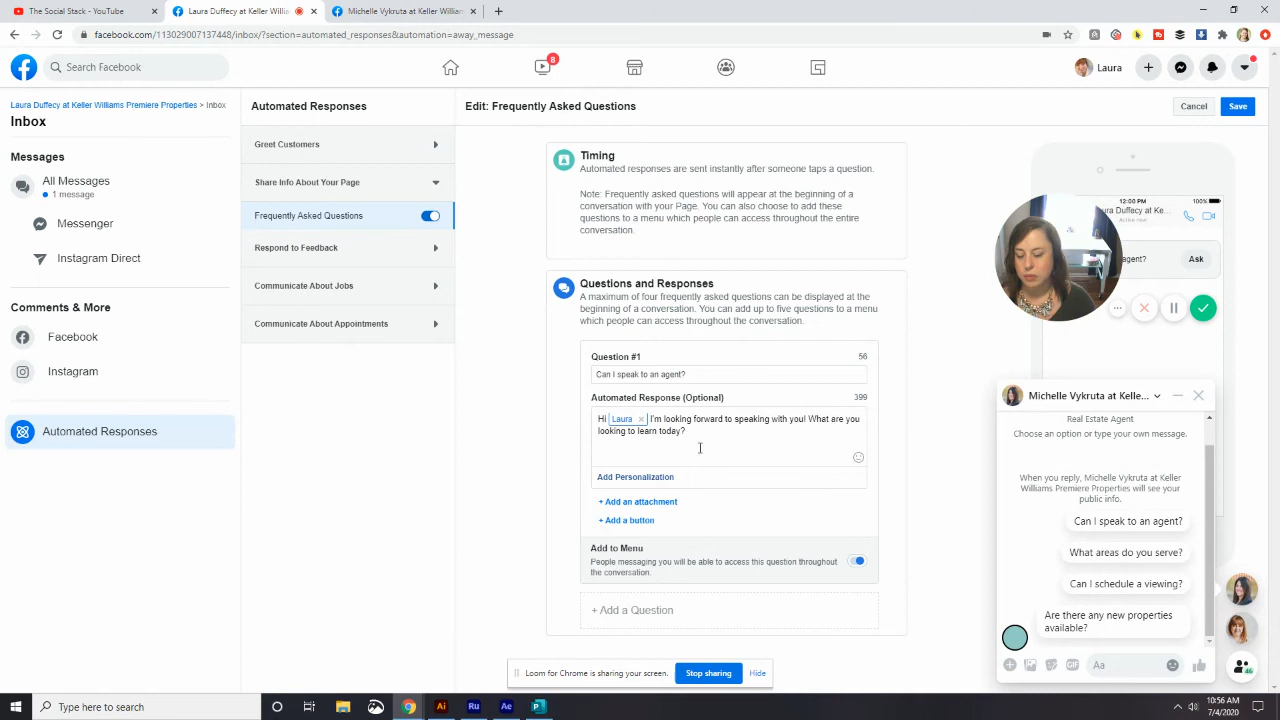 The Social Stack - YouTube
Laura Duffecy at Keller Willia
Michelle Vykruta at Keller William
facebook.com/113029007137448/inbox/?section=automated_responses&automation=away_message
Search Facebook
8
Laura
Laura Duffecy at Keller Williams Premiere Properties > Inbox
Inbox
Messages
All Messages
1 message
Messenger
Instagram Direct
Comments & More
Facebook
Instagram
Automated Responses
Automated Responses
Greet Customers
Share Info About Your Page
Frequently Asked Questions
Respond to Feedback
Communicate About Jobs
Communicate About Appointments
Edit: Frequently Asked Questions
Cancel
Save
Timing
Automated responses are sent instantly after someone taps a question.
Note: Frequently asked questions will appear at the beginning of a
conversation with your Page. You can also choose to add these
questions to a menu which people can access throughout the entire
conversation.
Questions and Responses
A maximum of four frequently asked questions can be displayed at the
beginning of a conversation. You can add up to five questions to a menu
which people can access throughout the conversation.
Question #1
56
Can I speak to an agent?
Automated Response (Optional)
399
Hi Laura × I'm looking forward to speaking with you! What are you
looking to learn today?
Add Personalization
+ Add an attachment
+ Add a button
Add to Menu
People messaging you will be able to access this question throughout
the conversation.
+ Add a Question
Loom for Chrome is sharing your screen.
Stop sharing
Hide
12:00 PM
100%
aura Duffecy at Ke...
Active now
agent?
Ask
Michelle Vykruta at Kelle...
Real Estate Agent
Choose an option or type your own message.
When you reply, Michelle Vykruta at Keller
Williams Premiere Properties will see your
public info.
Can I speak to an agent?
What areas do you serve?
Can I schedule a viewing?
Are there any new properties
available?
GIF
Aa
46
Type here to search
Ai
Ru
Ae
P
10:56 AM
7/4/2020